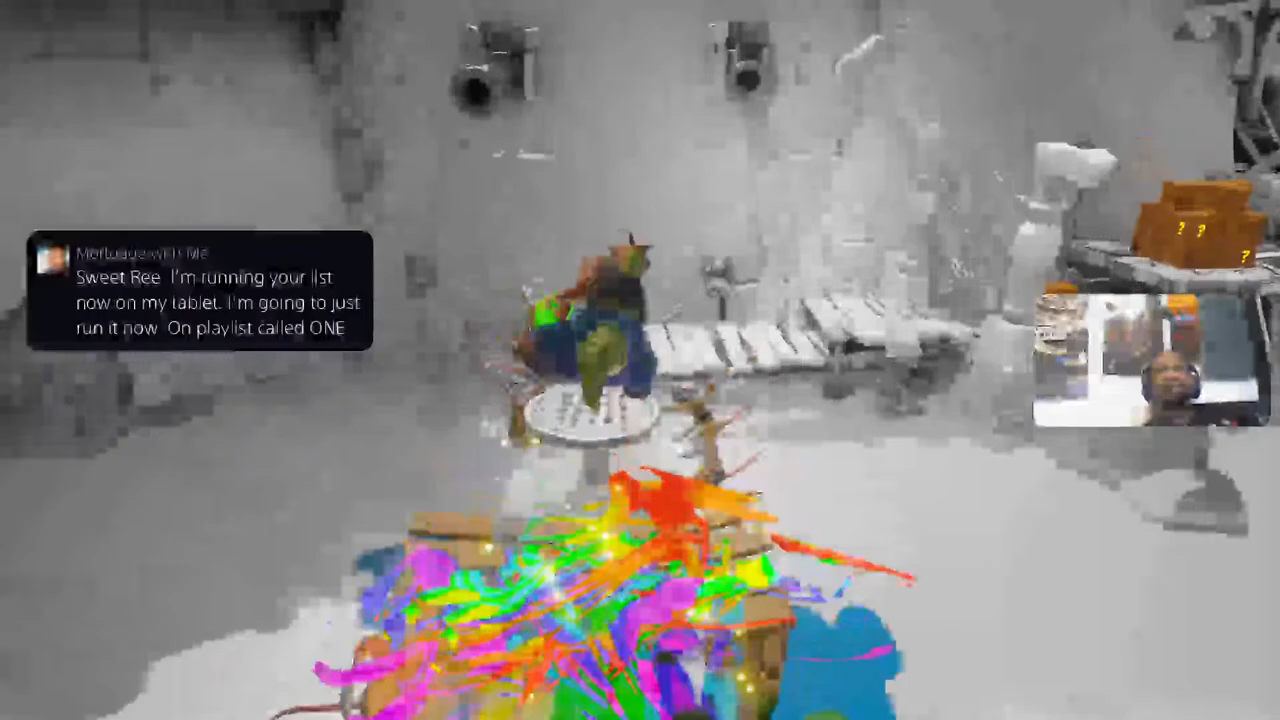 Sweet Ree I'm running your list
now on my tablet. I'm going to just
run it now On playlist called ONE
? ?
?